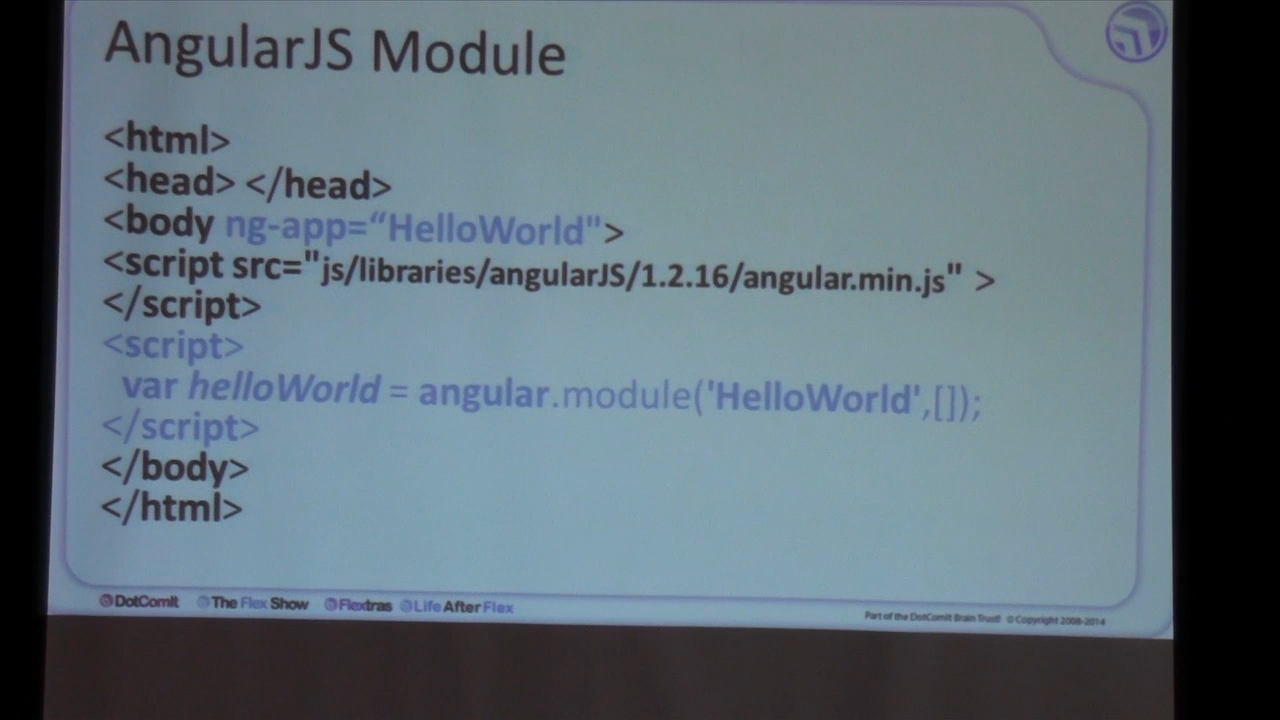 AngularJS Module
<html>
<head> </head>
<body ng-app=“HelloWorld">
<script src="js/libraries/angularJS/1.2.16/angular.min.js" >
</script>
<script>
var helloWorld = angular.module('HelloWorld',[]);
</script>
</body>
</html>
DotComIt The Flex Show Flextras Life After Flex
Part of the DotComIt Brain Trust! © Copyright 2008-2014